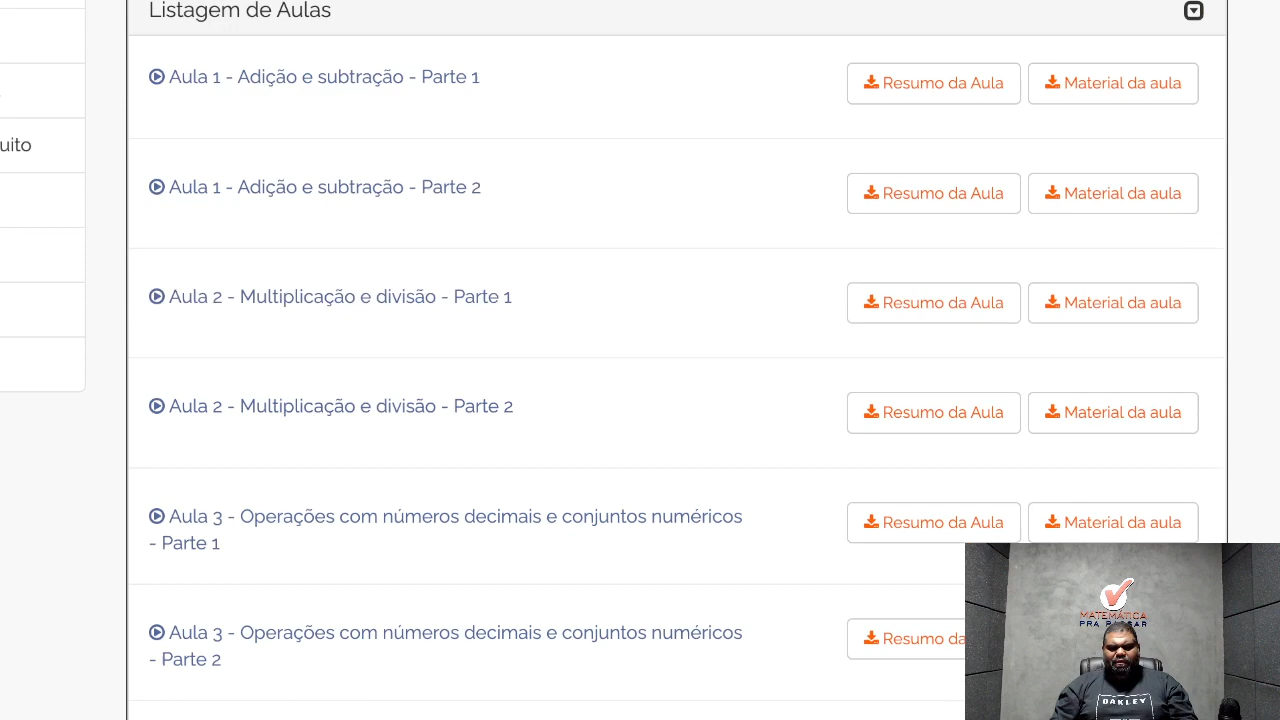 Listagem de Aulas
uito
Aula 1 - Adição e subtração - Parte 1
Resumo da Aula
Material da aula
Aula 1 - Adição e subtração - Parte 2
Resumo da Aula
Material da aula
Aula 2 - Multiplicação e divisão - Parte 1
Resumo da Aula
Material da aula
Aula 2 - Multiplicação e divisão - Parte 2
Resumo da Aula
Material da aula
Aula 3 - Operações com números decimais e conjuntos numéricos
- Parte 1
Resumo da Aula
Material da aula
Aula 3 - Operações com números decimais e conjuntos numéricos
- Parte 2
Resumo da
MATEMÁTICA
OAKLEY